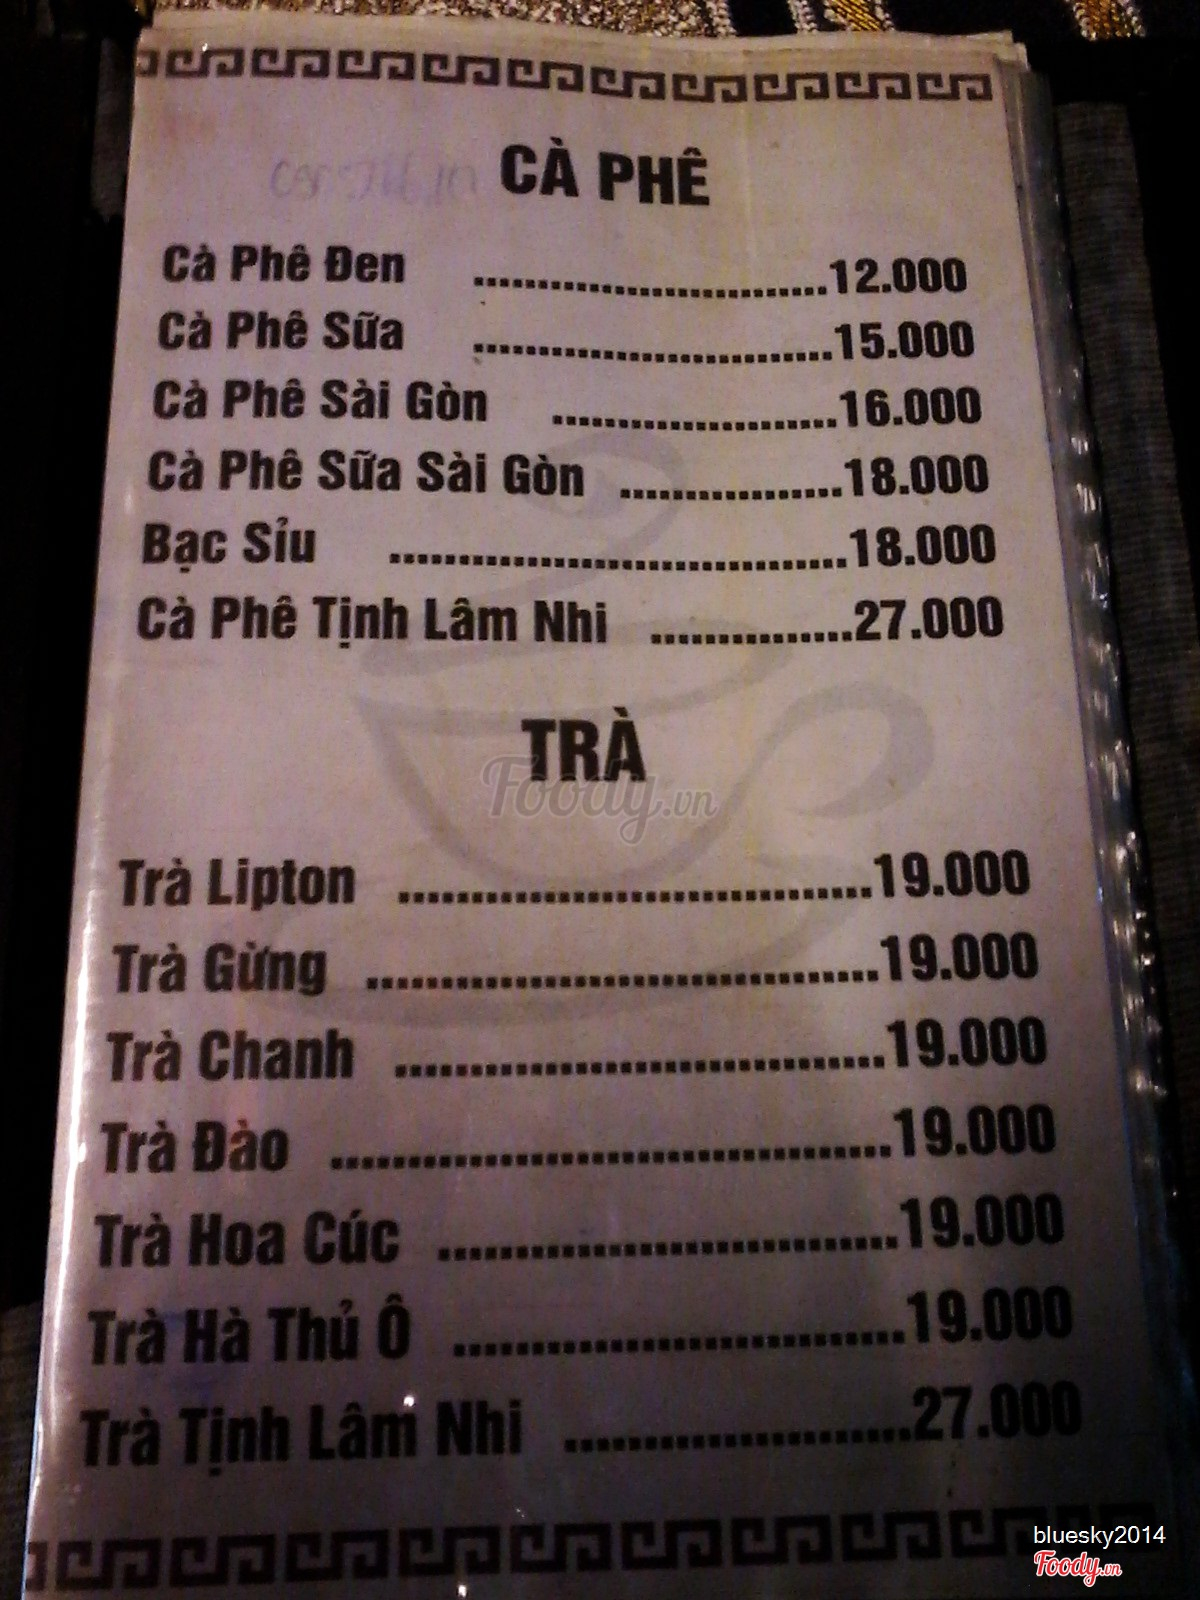 CÀ PHÊ
Cà Phê Đen ............................12.000
Cà Phê Sữa ............................15.000
Cà Phê Sài Gòn ......................16.000
Cà Phê Sữa Sài Gòn .................18.000
Bạc Sỉu ...................................18.000
Cà Phê Tịnh Lâm Nhi ...............27.000
TRÀ
Foody.vn
Trà Lipton .................................19.000
Trà Gừng ...................................19.000
Trà Chanh .................................19.000
Trà Đào .....................................19.000
Trà Hoa Cúc ..............................19.000
Trà Hà Thủ Ô .............................19.000
Trà Tịnh Lâm Nhi .......................27.000
bluesky2014
Foody.vn